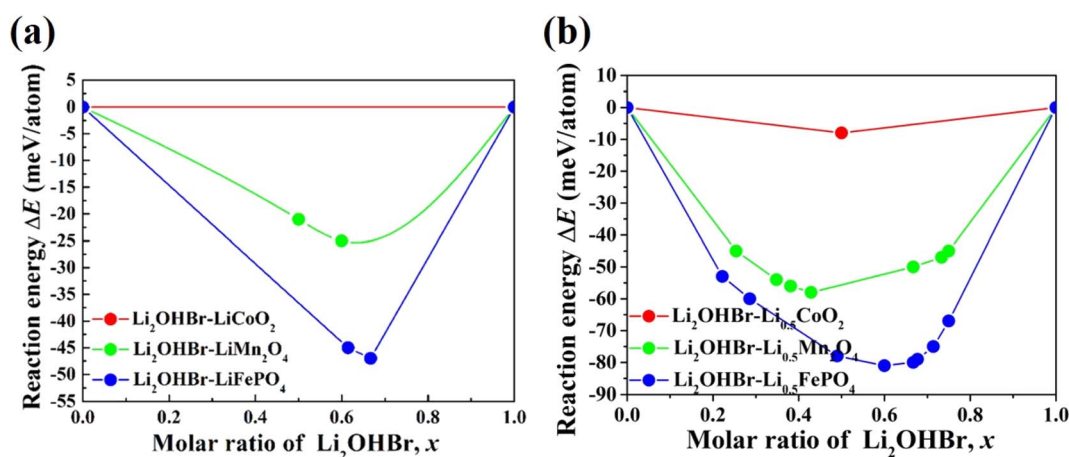 (a)
Reaction energy ΔE (meV/atom)
5
0
-5
-10
-15
-20
-25
-30
-35
-40
-45
-50
-55
Li₂OHBr-LiCoO₂
Li₂OHBr-LiMn₂O₄
Li₂OHBr-LiFePO₄
0.0 0.2 0.4 0.6 0.8 1.0
Molar ratio of Li₂OHBr, x
(b)
Reaction energy ΔE (meV/atom)
10
0
-10
-20
-30
-40
-50
-60
-70
-80
-90
Li₂OHBr-Li₀.₅CoO₂
Li₂OHBr-Li₀.₅Mn₂O₄
Li₂OHBr-Li₀.₅FePO₄
0.0 0.2 0.4 0.6 0.8 1.0
Molar ratio of Li₂OHBr, x